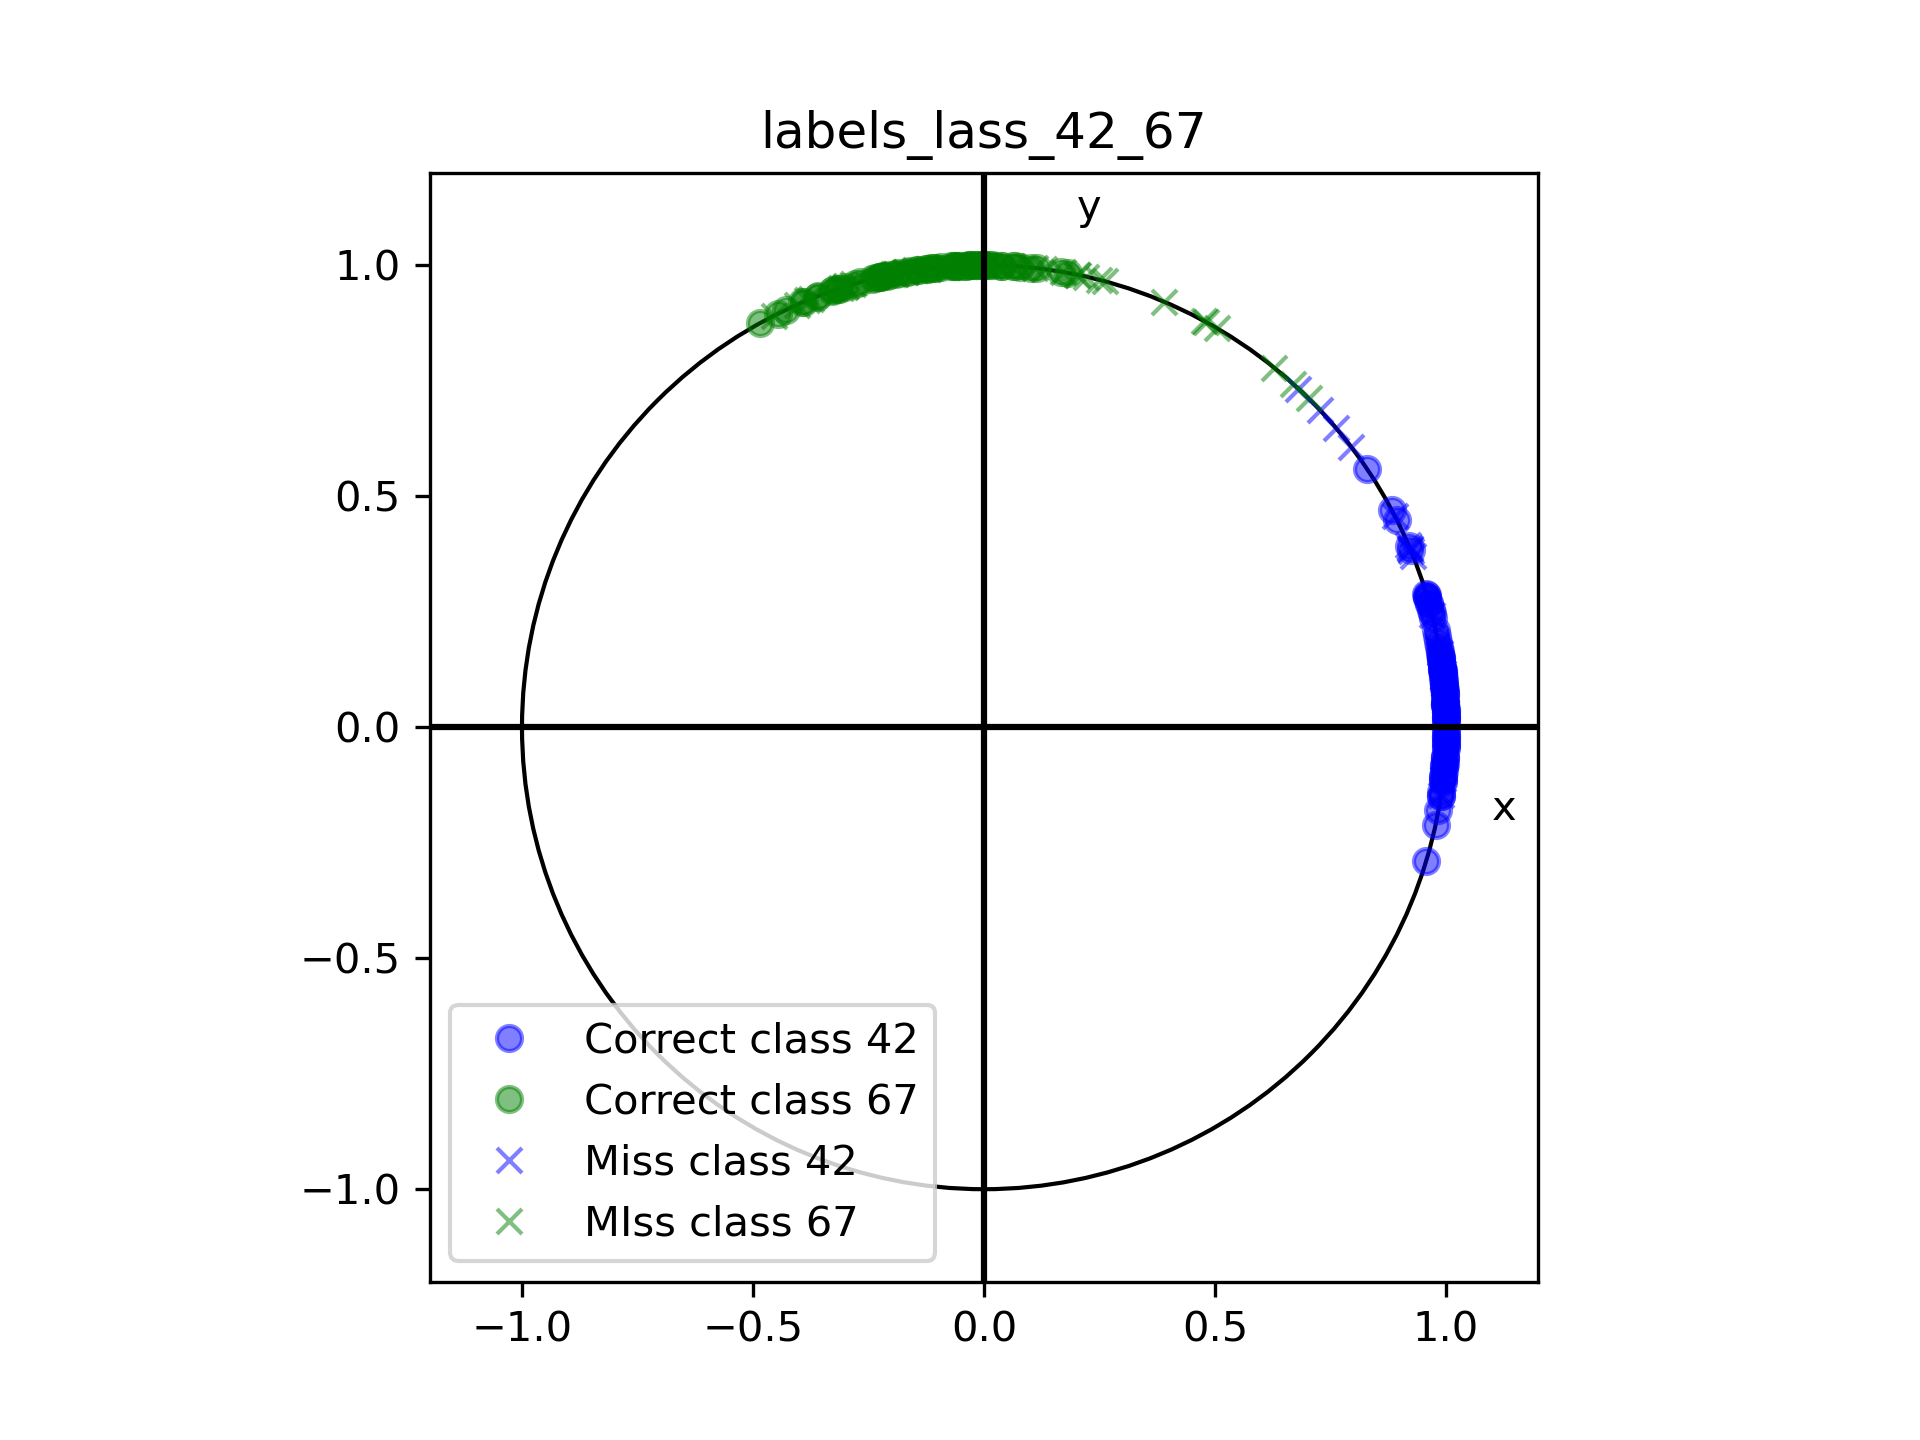 labels_lass_42_67
y
1.0
0.5
0.0
x
−0.5
−1.0
Correct class 42
Correct class 67
Miss class 42
MIss class 67
−1.0 −0.5 0.0 0.5 1.0